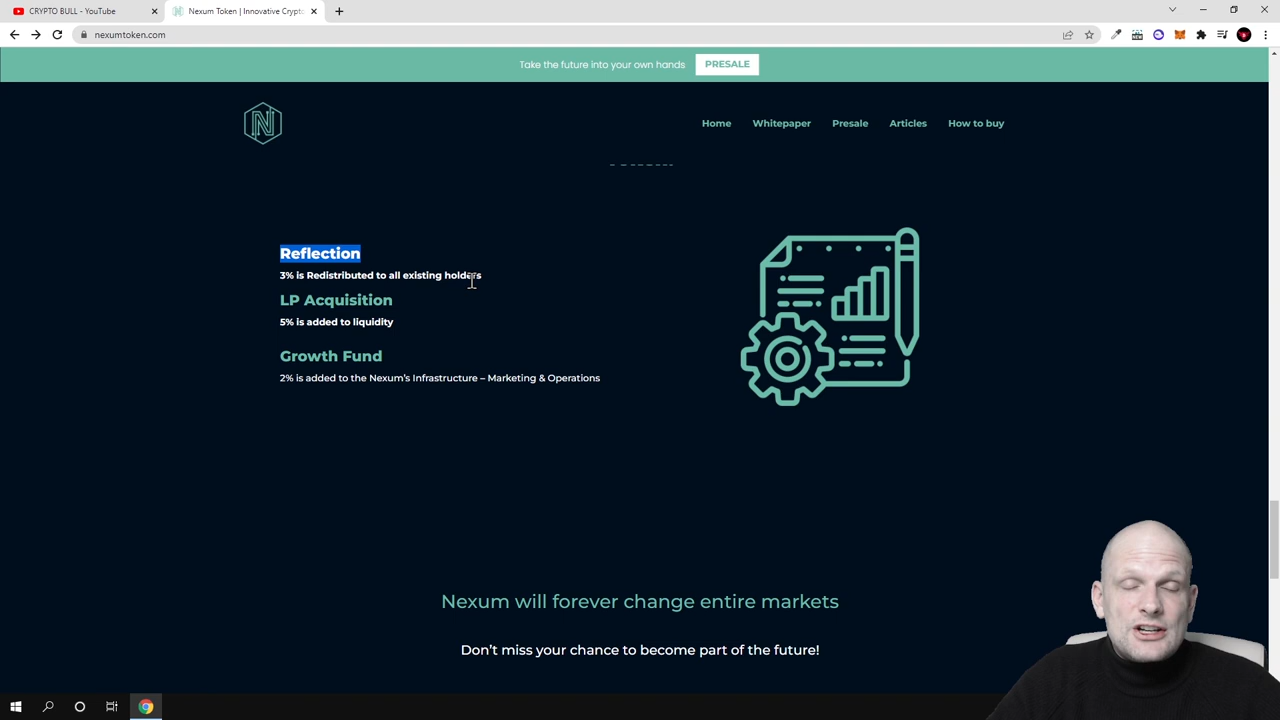 CRYPTO BULL - YouTube
Nexum Token | Innovative Crypto
nexumtoken.com
Take the future into your own hands
PRESALE
Home
Whitepaper
Presale
Articles
How to buy
Reflection
3% is Redistributed to all existing holders
LP Acquisition
5% is added to liquidity
Growth Fund
2% is added to the Nexum's Infrastructure – Marketing & Operations
Nexum will forever change entire markets
Don't miss your chance to become part of the future!